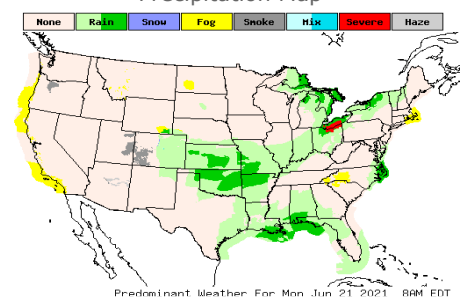 Precipitation Map
None Rain Snow Fog Smoke Mix Severe Haze
Predominant Weather For Mon Jun 21 2021 8AM EDT